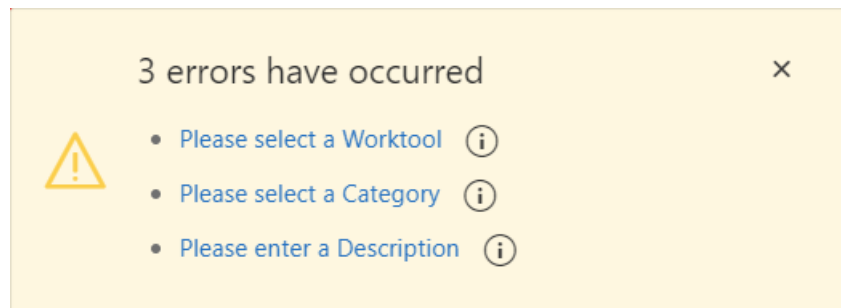 3 errors have occurred
Please select a Worktool
Please select a Category
Please enter a Description